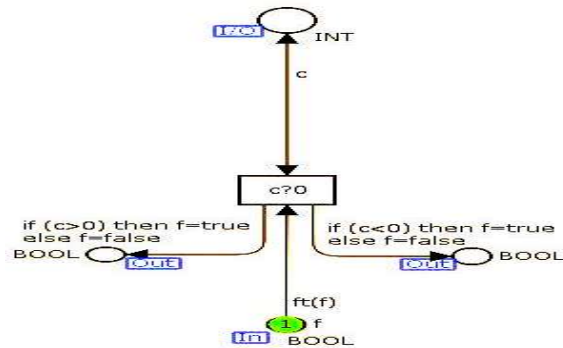 I/O
INT
c
c?0
if (c>0) then f=true
else f=false
BOOL
Out
if (c<0) then f=true
else f=false
Out
BOOL
ft(f)
1
f
In
BOOL